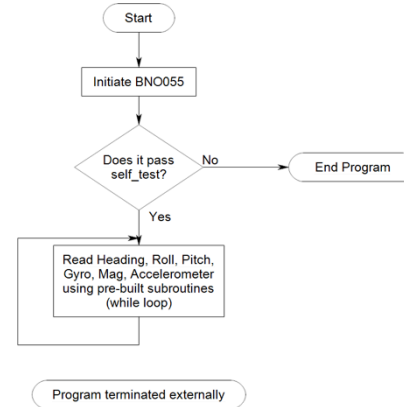 Start
Initiate BNO055
Does it pass
self_test?
No
End Program
Yes
Read Heading, Roll, Pitch,
Gyro, Mag, Accelerometer
using pre-built subroutines
(while loop)
Program terminated externally